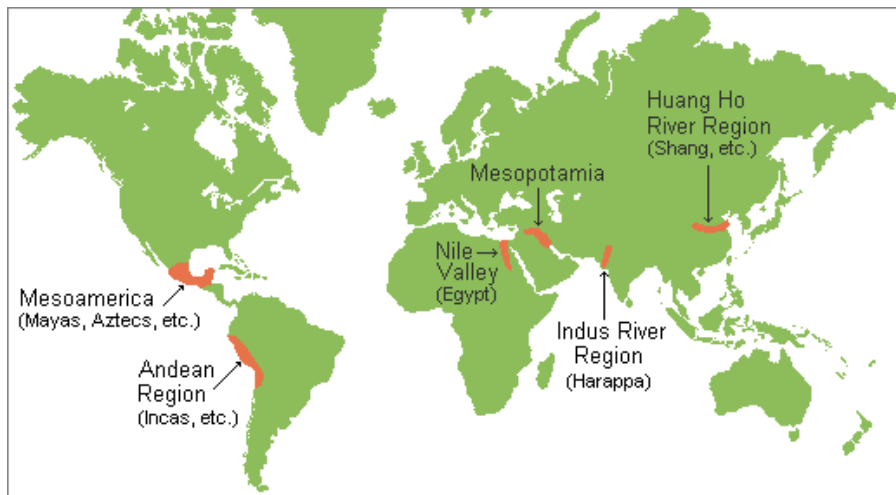 Huang Ho
River Region
(Shang, etc.)
Mesopotamia
Nile
Valley
(Egypt)
Mesoamerica
(Mayas, Aztecs, etc.)
Indus River
Region
(Harappa)
Andean
Region
(Incas, etc.)